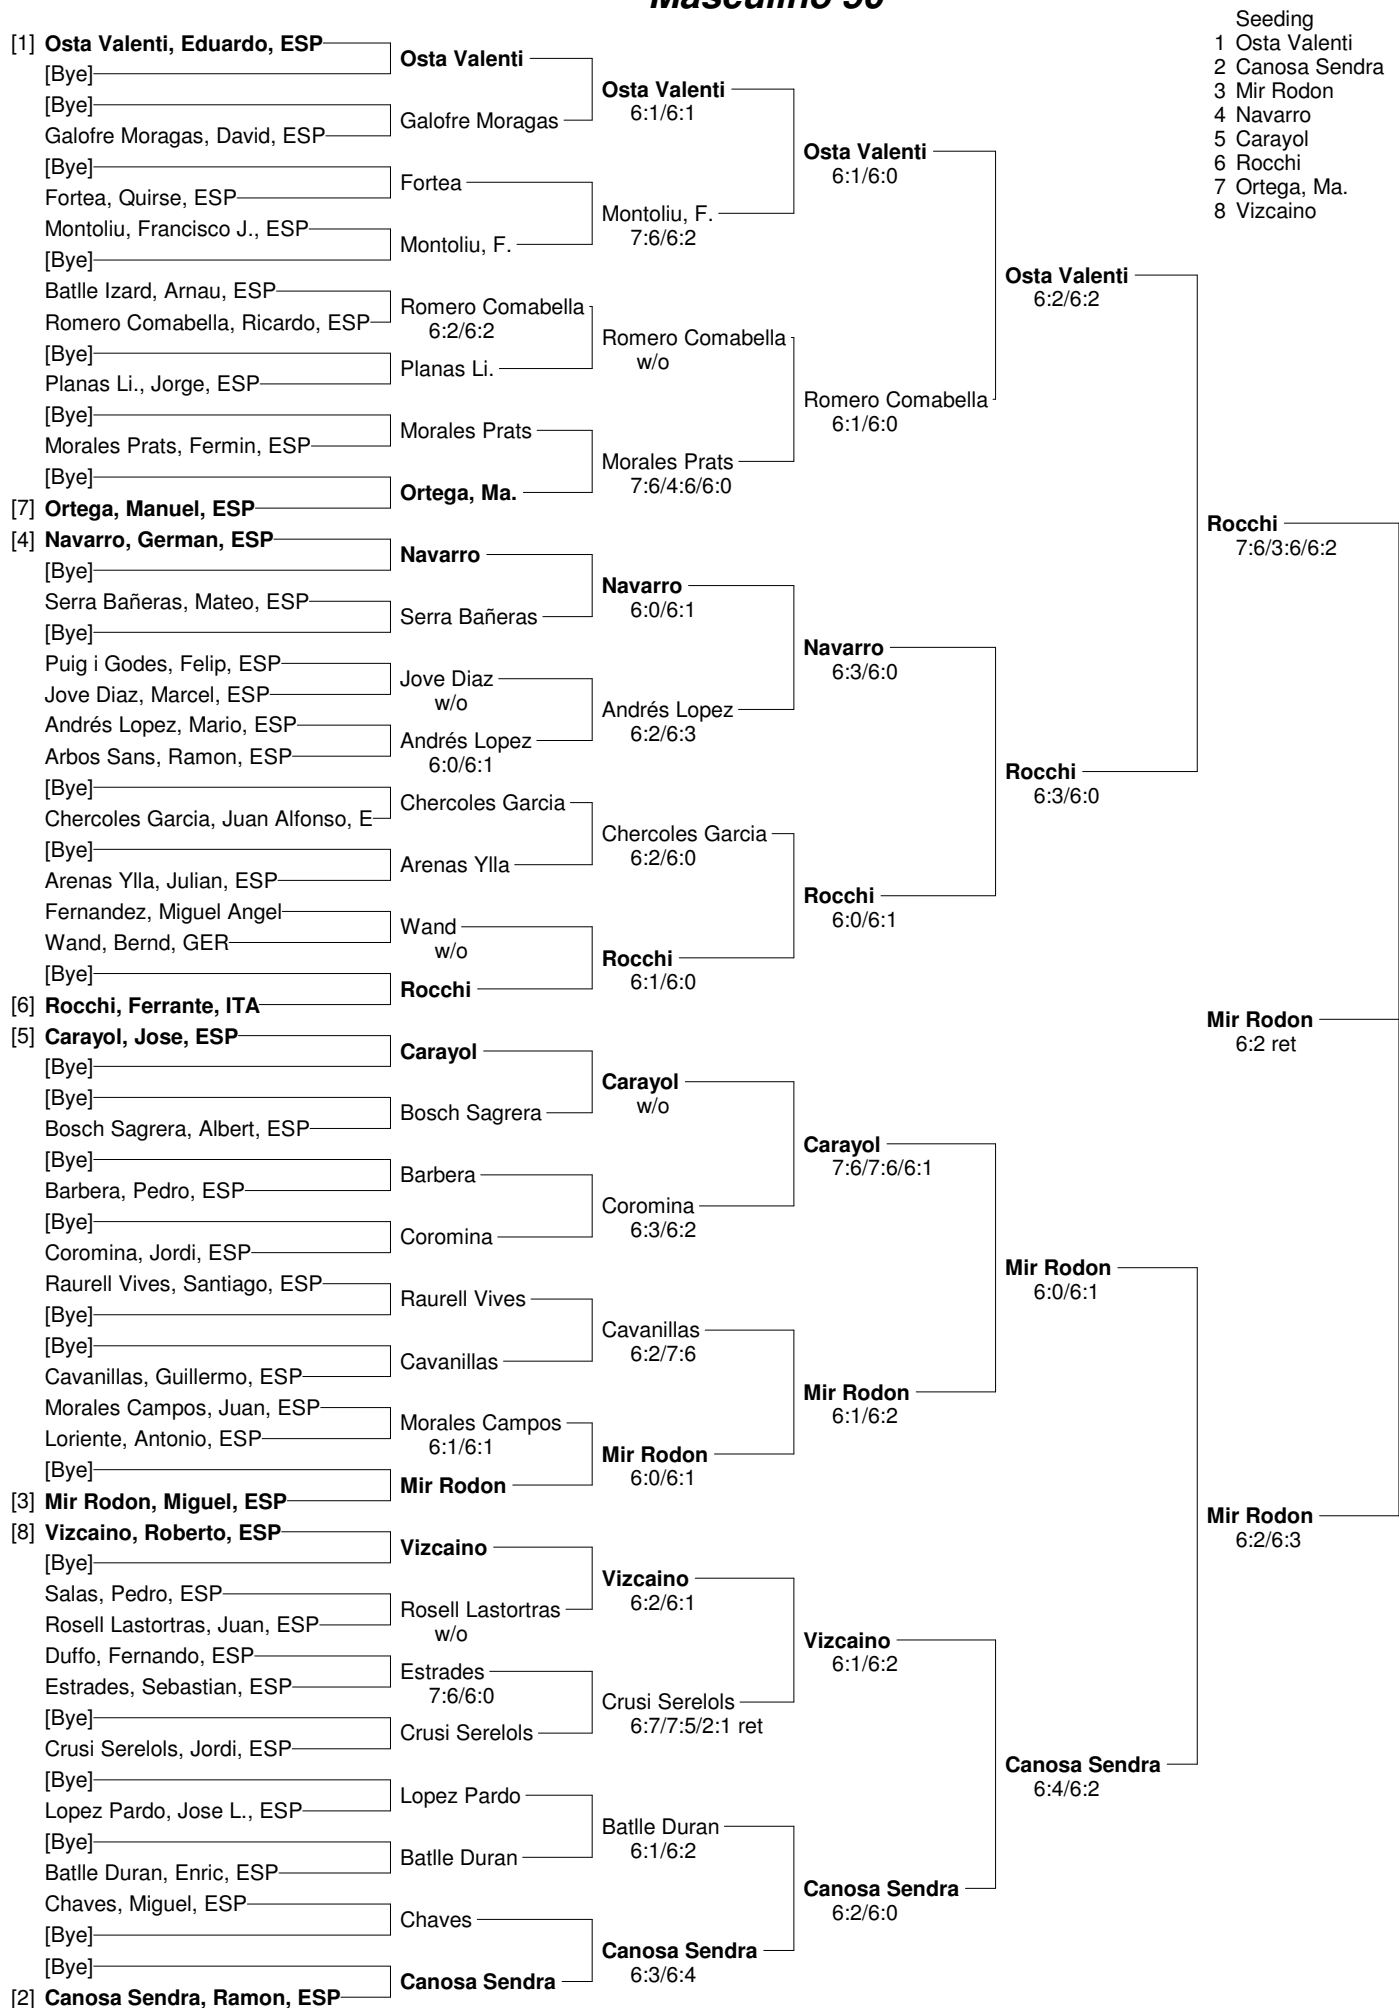 Masculino 50
Seeding
1 Osta Valenti
2 Canosa Sendra
3 Mir Rodon
4 Navarro
5 Carayol
6 Rocchi
7 Ortega, Ma.
8 Vizcaino
[1] Osta Valenti, Eduardo, ESP
[Bye]
[Bye]
Galofre Moragas, David, ESP
[Bye]
Fortea, Quirse, ESP
Montoliu, Francisco J., ESP
[Bye]
Batlle Izard, Arnau, ESP
Romero Comabella, Ricardo, ESP
[Bye]
Planas Li., Jorge, ESP
[Bye]
Morales Prats, Fermin, ESP
[Bye]
[7] Ortega, Manuel, ESP
[4] Navarro, German, ESP
[Bye]
Serra Bañeras, Mateo, ESP
[Bye]
Puig i Godes, Felip, ESP
Jove Diaz, Marcel, ESP
Andrés Lopez, Mario, ESP
Arbos Sans, Ramon, ESP
[Bye]
Chercoles Garcia, Juan Alfonso, E
[Bye]
Arenas Ylla, Julian, ESP
Fernandez, Miguel Angel
Wand, Bernd, GER
[Bye]
[6] Rocchi, Ferrante, ITA
[5] Carayol, Jose, ESP
[Bye]
[Bye]
Bosch Sagrera, Albert, ESP
[Bye]
Barbera, Pedro, ESP
[Bye]
Coromina, Jordi, ESP
Raurell Vives, Santiago, ESP
[Bye]
[Bye]
Cavanillas, Guillermo, ESP
Morales Campos, Juan, ESP
Loriente, Antonio, ESP
[Bye]
[3] Mir Rodon, Miguel, ESP
[8] Vizcaino, Roberto, ESP
[Bye]
Salas, Pedro, ESP
Rosell Lastortras, Juan, ESP
Duffo, Fernando, ESP
Estrades, Sebastian, ESP
[Bye]
Crusi Serelols, Jordi, ESP
[Bye]
Lopez Pardo, Jose L., ESP
[Bye]
Batlle Duran, Enric, ESP
Chaves, Miguel, ESP
[Bye]
[Bye]
[2] Canosa Sendra, Ramon, ESP
Osta Valenti
Galofre Moragas
Fortea
Montoliu, F.
Romero Comabella
6:2/6:2
Planas Li.
Morales Prats
Ortega, Ma.
Navarro
Serra Bañeras
Jove Diaz
w/o
Andrés Lopez
6:0/6:1
Chercoles Garcia
Arenas Ylla
Wand
w/o
Rocchi
Carayol
Bosch Sagrera
Barbera
Coromina
Raurell Vives
Cavanillas
Morales Campos
6:1/6:1
Mir Rodon
Vizcaino
Rosell Lastortras
w/o
Estrades
7:6/6:0
Crusi Serelols
Lopez Pardo
Batlle Duran
Chaves
Canosa Sendra
Osta Valenti
6:1/6:1
Montoliu, F.
7:6/6:2
Romero Comabella
w/o
Morales Prats
7:6/4:6/6:0
Navarro
6:0/6:1
Andrés Lopez
6:2/6:3
Chercoles Garcia
6:2/6:0
Rocchi
6:1/6:0
Carayol
w/o
Coromina
6:3/6:2
Cavanillas
6:2/7:6
Mir Rodon
6:0/6:1
Vizcaino
6:2/6:1
Crusi Serelols
6:7/7:5/2:1 ret
Batlle Duran
6:1/6:2
Canosa Sendra
6:3/6:4
Osta Valenti
6:1/6:0
Romero Comabella
6:1/6:0
Navarro
6:3/6:0
Rocchi
6:0/6:1
Carayol
7:6/7:6/6:1
Mir Rodon
6:1/6:2
Vizcaino
6:1/6:2
Canosa Sendra
6:2/6:0
Osta Valenti
6:2/6:2
Rocchi
6:3/6:0
Mir Rodon
6:0/6:1
Canosa Sendra
6:4/6:2
Rocchi
7:6/3:6/6:2
Mir Rodon
6:2/6:3
Mir Rodon
6:2 ret